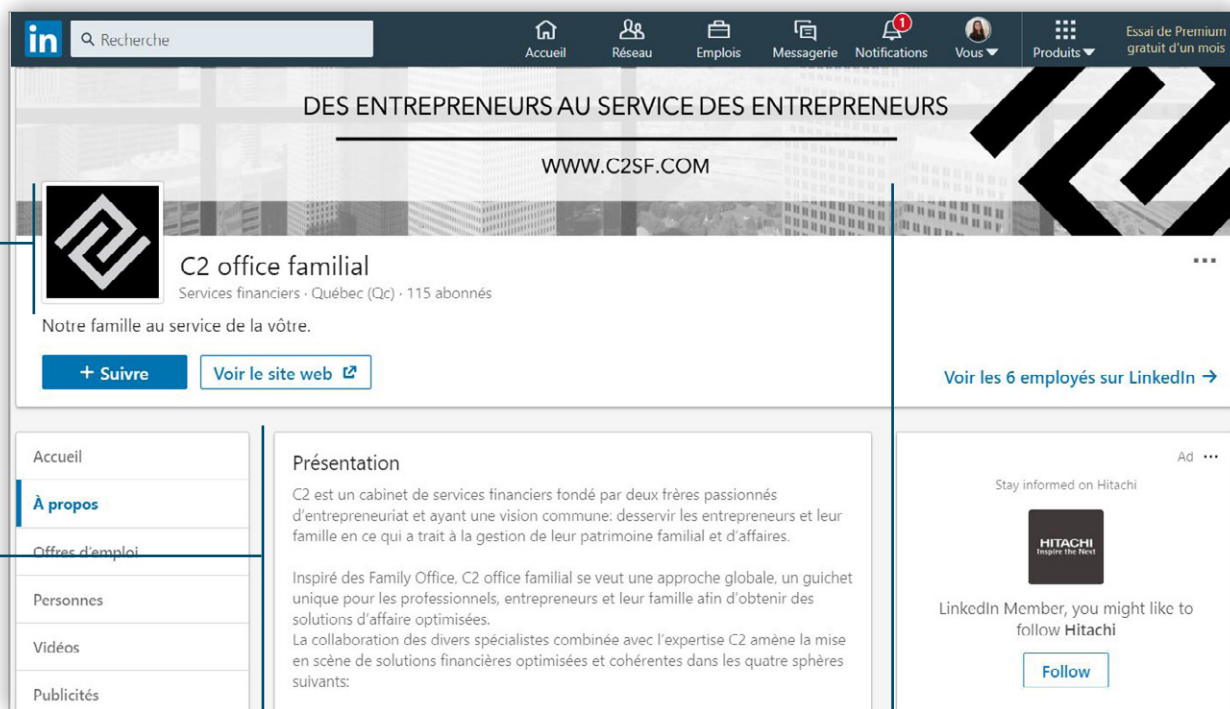 in
Recherche
Accueil
Réseau
Emplois
Messagerie
1
Notifications
Vous
Produits
Essai de Premium
gratuit d'un mois
DES ENTREPRENEURS AU SERVICE DES ENTREPRENEURS
WWW.C2SF.COM
C2 office familial
Services financiers · Québec (Qc) · 115 abonnés
Notre famille au service de la vôtre.
+ Suivre
Voir le site web
Voir les 6 employés sur LinkedIn →
Accueil
À propos
Offres d'emploi
Personnes
Vidéos
Publicités
Présentation
C2 est un cabinet de services financiers fondé par deux frères passionnés
d'entrepreneuriat et ayant une vision commune: desservir les entrepreneurs et leur
famille en ce qui a trait à la gestion de leur patrimoine familial et d'affaires.
Inspiré des Family Office, C2 office familial se veut une approche globale, un guichet
unique pour les professionnels, entrepreneurs et leur famille afin d'obtenir des
solutions d'affaire optimisées.
La collaboration des divers spécialistes combinée avec l'expertise C2 amène la mise
en scène de solutions financières optimisées et cohérentes dans les quatre sphères
suivants:
Ad ···
Stay informed on Hitachi
HITACHI
Inspire the Next
LinkedIn Member, you might like to
follow Hitachi
Follow